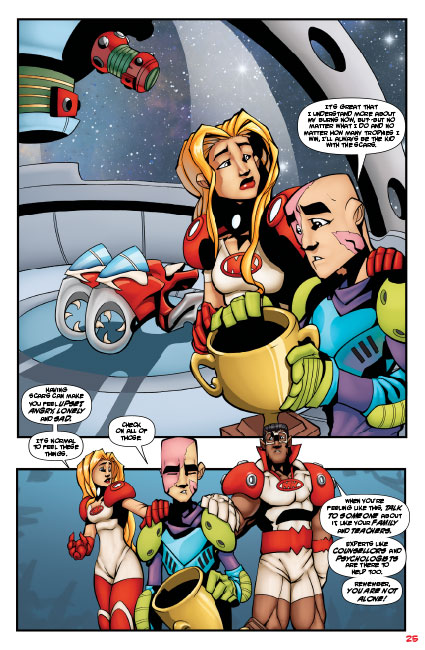 IT'S GREAT THAT
I UNDERSTAND MORE ABOUT
MY BURNS NOW, BUT -BUT NO
MATTER WHAT I DO AND NO
MATTER HOW MANY TROPHIES I
WIN, I'LL ALWAYS BE THE KID
WITH THE SCARS.
HAVING
SCARS CAN MAKE
YOU FEEL UPSET
ANGRY, LONELY
AND SAD.
IT'S NORMAL
TO FEEL THESE
THINGS.
CHECK
ON ALL OF
THOSE
WHEN YOU'RE
FEELING LIKE THIS, TALK
TO SOMEONE ABOUT
IT LIKE YOUR FAMILY
AND TEACHERS.
EXPERTS LIKE
COUNSELLORS AND
PSYCHOLOGISTS
ARE THERE TO
HELP TOO.
REMEMBER,
YOU ARE NOT
ALONE!
25